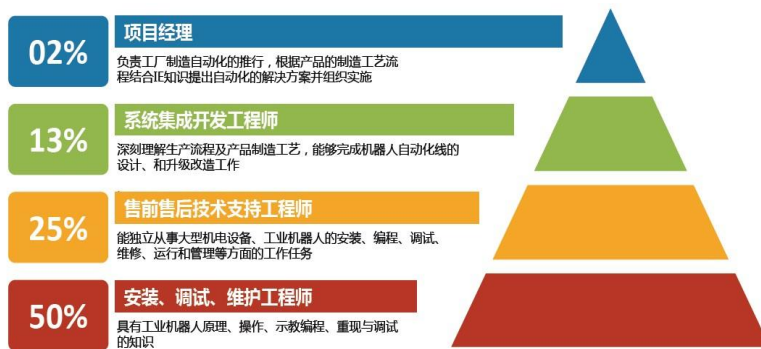 02%
项目经理
负责工厂制造自动化的推行，根据产品的制造工艺流
程结合IE知识提出自动化的解决方案并组织实施
13%
系统集成开发工程师
深刻理解生产流程及产品制造工艺，能够完成机器人自动化线的
设计、和升级改造工作
25%
售前售后技术支持工程师
能独立从事大型机电设备、工业机器人的安装、编程、调试、
维修、运行和管理等方面的工作任务
50%
安装、调试、维护工程师
具有工业机器人原理、操作、示教编程、重现与调试
的知识